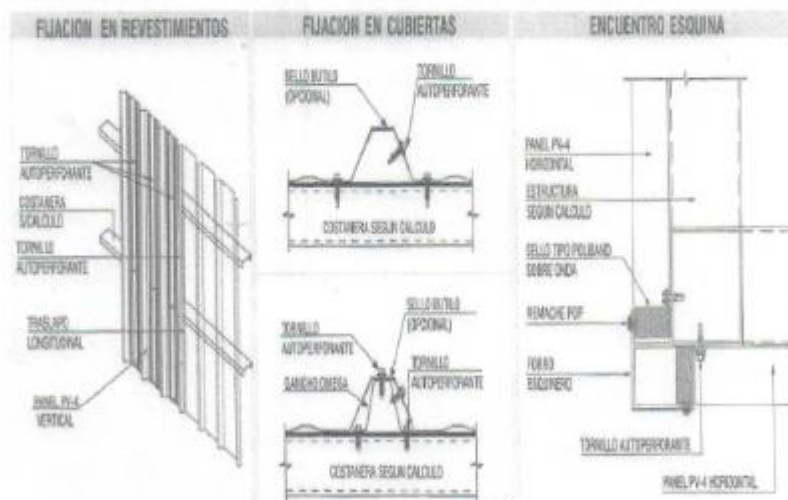 FIJACION EN REVESTIMIENTOS
TORNILLO
AUTOPERFORANTE
COSTANERA
S/CALCULO
TORNILLO
AUTOPERFORANTE
TRASLAPO
LONGITUDINAL
PANEL PV-4
VERTICAL
FIJACION EN CUBIERTAS
SELLO BUTILO
(OPCIONAL)
TORNILLO
AUTOPERFORANTE
COSTANERA SEGUN CALCULO
SELLO BUTILO
(OPCIONAL)
TORNILLO
AUTOPERFORANTE
GANCHO OMEGA
TORNILLO
AUTOPERFORANTE
COSTANERA SEGUN CALCULO
ENCUENTRO ESQUINA
PANEL PV-4
HORIZONTAL
ESTRUCTURA
SEGUN CALCULO
SELLO TIPO POLIBAND
SOBRE ONDA
REMACHE POP
FORRO
ESQUINERO
TORNILLO AUTOPERFORANTE
PANEL PV-4 HORIZONTAL